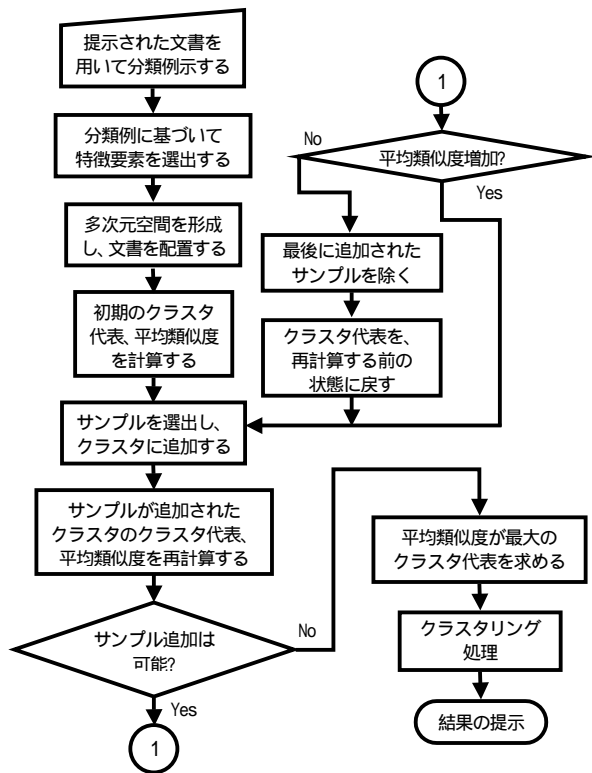 提示された文書を
用いて分類例示する
分類例に基づいて
特徴要素を選出する
多次元空間を形成
し、文書を配置する
初期のクラスタ
代表、平均類似度
を計算する
サンプルを選出し、
クラスタに追加する
サンプルが追加された
クラスタのクラスタ代表、
平均類似度を再計算する
サンプル追加は
可能?
No
Yes
1
1
平均類似度増加?
No
Yes
最後に追加された
サンプルを除く
クラスタ代表を、
再計算する前の
状態に戻す
平均類似度が最大の
クラスタ代表を求める
クラスタリング
処理
結果の提示